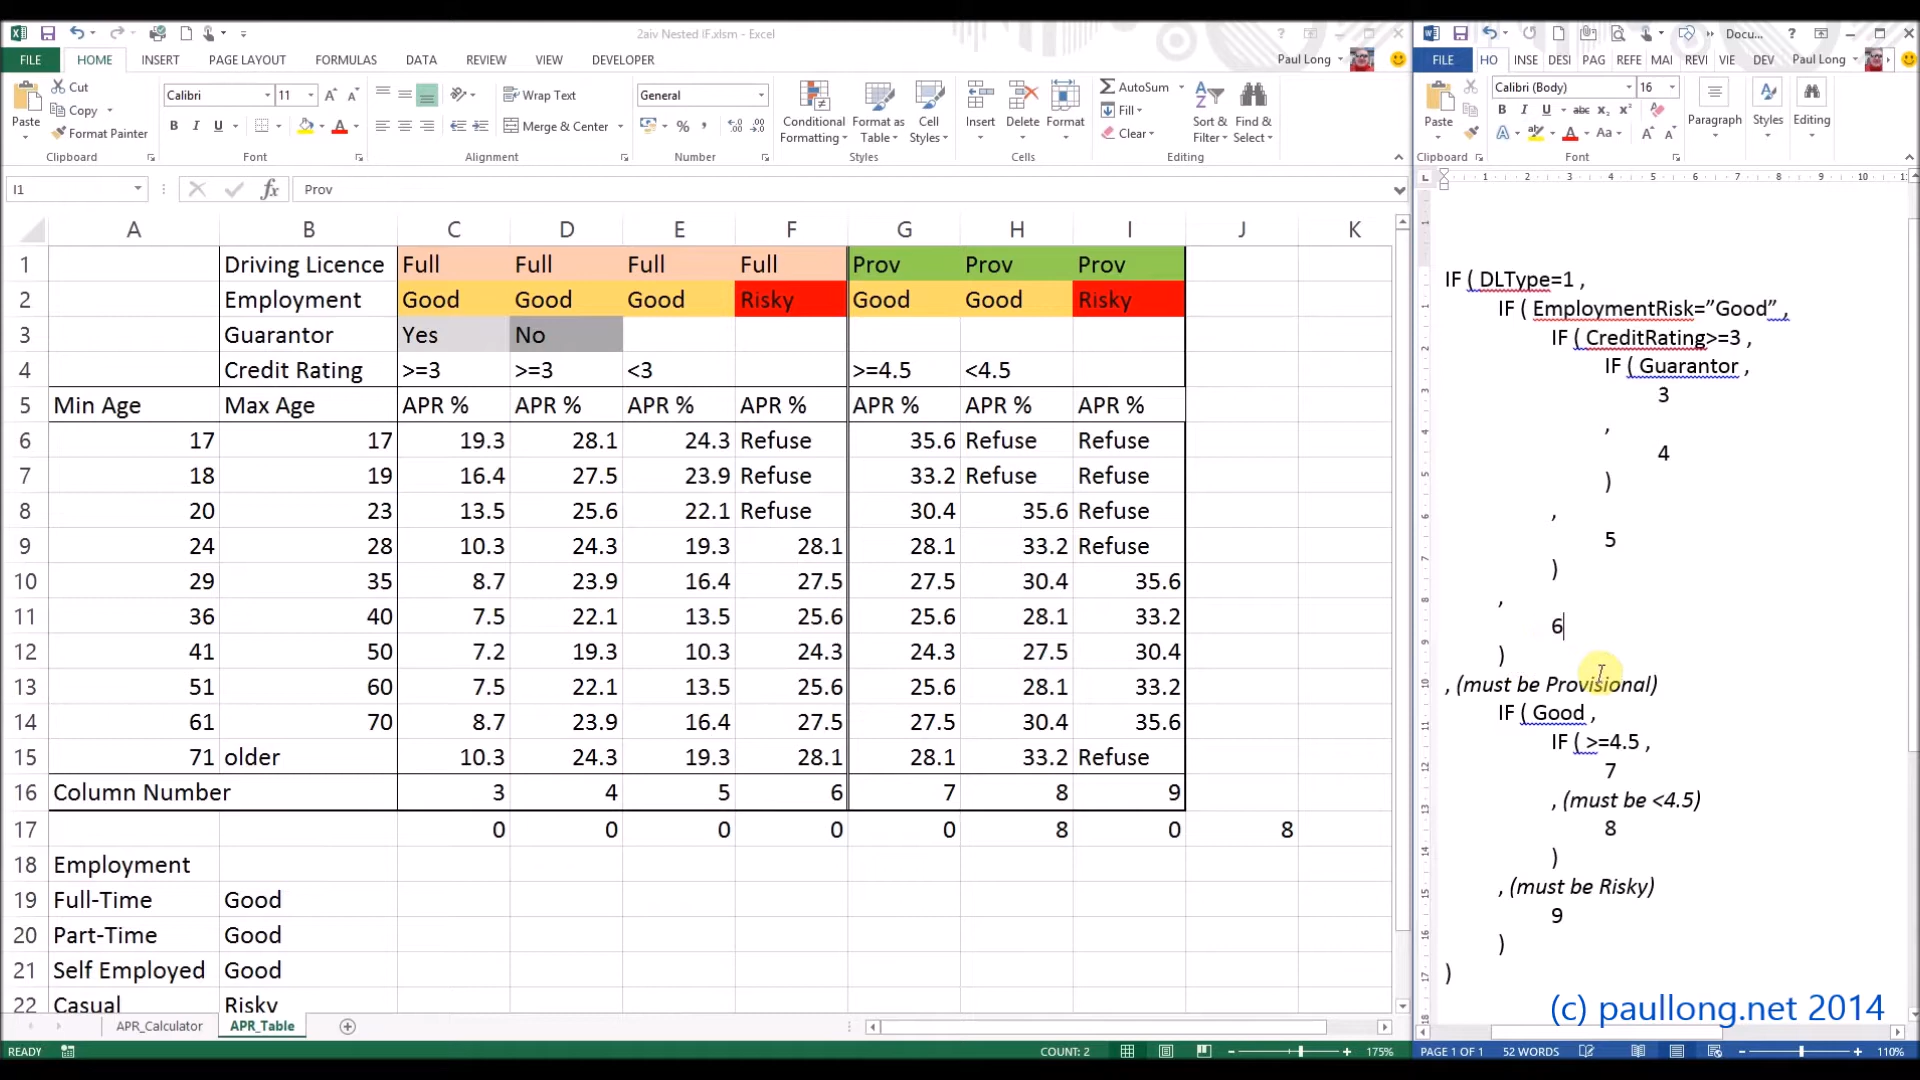 2aiv Nested IF.xlsm - Excel
FILE HOME INSERT PAGE LAYOUT FORMULAS DATA REVIEW VIEW DEVELOPER Paul Long
Cut
Copy
Format Painter
Paste
Calibri 11
B I U
Wrap Text
Merge & Center
General
Conditional Formatting
Format as Table
Cell Styles
Insert Delete Format
AutoSum
Fill
Clear
Sort & Filter
Find & Select
Clipboard Font Alignment Number Styles Cells Editing
I1 Prov
A B C D E F G H I J K
1 Driving Licence Full Full Full Full Prov Prov Prov
2 Employment Good Good Good Risky Good Good Risky
3 Guarantor Yes No
4 Credit Rating >=3 >=3 <3 >=4.5 <4.5
5 Min Age Max Age APR % APR % APR % APR % APR % APR % APR %
6 17 17 19.3 28.1 24.3 Refuse 35.6 Refuse Refuse
7 18 19 16.4 27.5 23.9 Refuse 33.2 Refuse Refuse
8 20 23 13.5 25.6 22.1 Refuse 30.4 35.6 Refuse
9 24 28 10.3 24.3 19.3 28.1 28.1 33.2 Refuse
10 29 35 8.7 23.9 16.4 27.5 27.5 30.4 35.6
11 36 40 7.5 22.1 13.5 25.6 25.6 28.1 33.2
12 41 50 7.2 19.3 10.3 24.3 24.3 27.5 30.4
13 51 60 7.5 22.1 13.5 25.6 25.6 28.1 33.2
14 61 70 8.7 23.9 16.4 27.5 27.5 30.4 35.6
15 71 older 10.3 24.3 19.3 28.1 28.1 33.2 Refuse
16 Column Number 3 4 5 6 7 8 9
17 0 0 0 0 0 8 0 8
18 Employment
19 Full-Time Good
20 Part-Time Good
21 Self Employed Good
22 Casual Risky
APR_Calculator APR_Table
READY COUNT: 2 175%
Docu...
FILE HO INSE DESI PAG REFE MAI REVI VIE DEV Paul Long
Paste
Calibri (Body) 16
B I U abc x₂ x²
A Aa A A
Paragraph Styles Editing
Clipboard Font
1 2 3 4 5 6 7 8 9 10 11
IF ( DLType=1 ,
IF ( EmploymentRisk=”Good” ,
IF ( CreditRating>=3 ,
IF ( Guarantor ,
3
,
4
)
,
5
)
,
6
)
, (must be Provisional)
IF ( Good ,
IF ( >=4.5 ,
7
, (must be <4.5)
8
)
, (must be Risky)
9
)
)
(c) paullong.net 2014
PAGE 1 OF 1 52 WORDS 110%